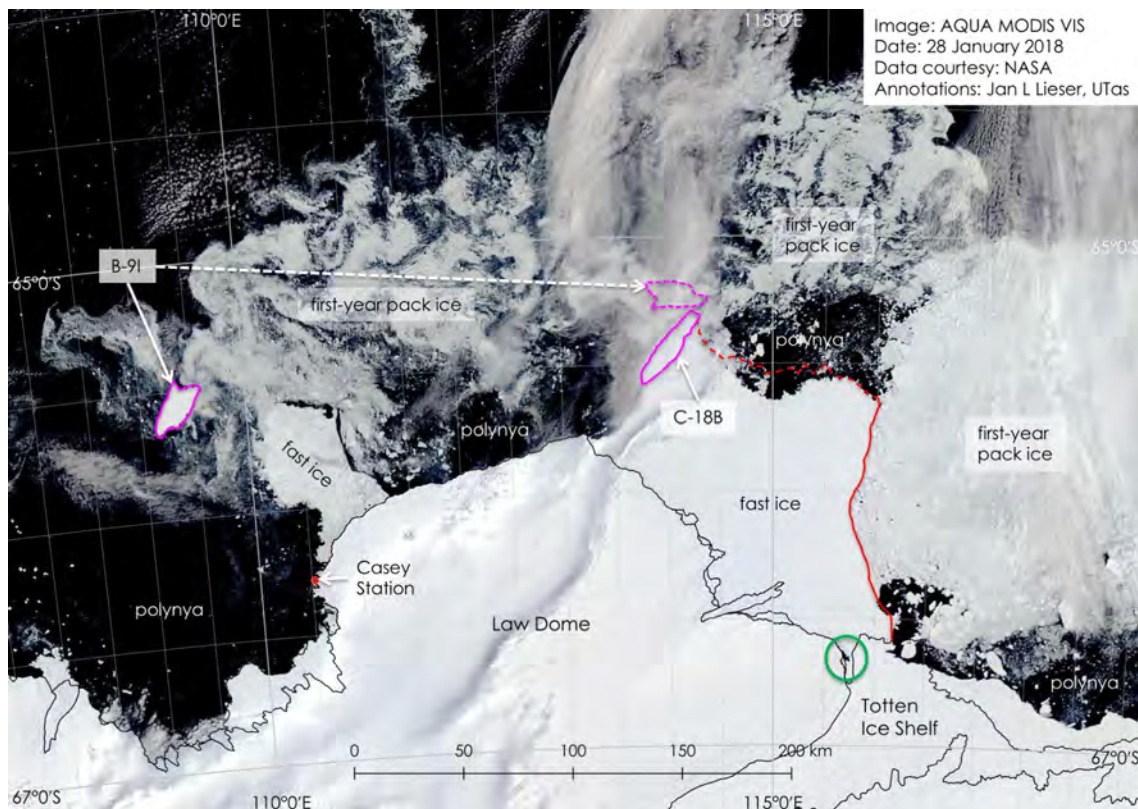 110°0'E
115°0'E
Image: AQUA MODIS VIS
Date: 28 January 2018
Data courtesy: NASA
Annotations: Jan L Lieser, UTas
first-year
pack ice
65°0'S
B-9I
65°0'S
first-year pack ice
polynya
C-18B
polynya
first-year
pack ice
fast ice
fast ice
Casey
Station
polynya
Law Dome
polynya
Totten
Ice Shelf
0 50 100 150 200 km
67°0'S
67°0'S
110°0'E
115°0'E